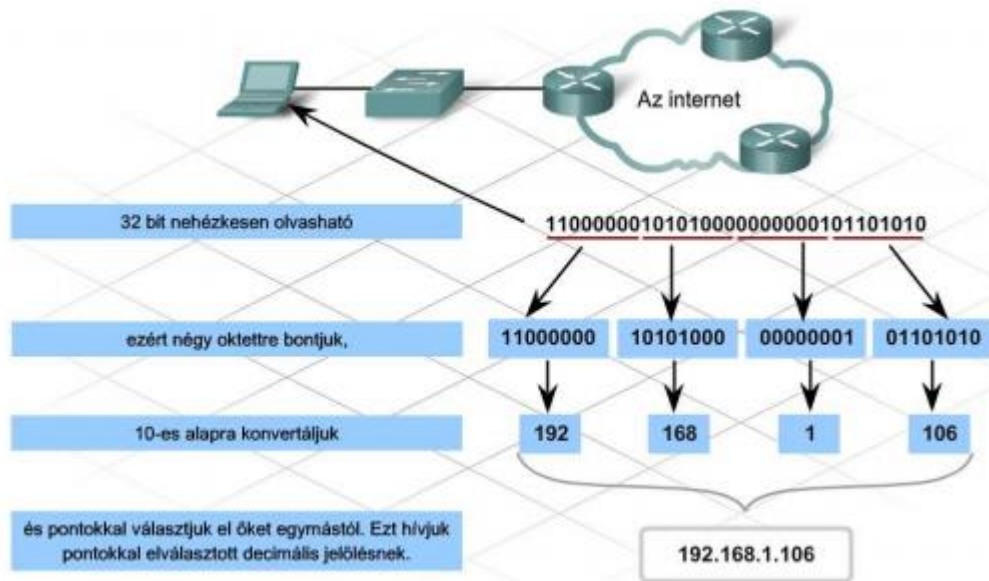 Az internet
32 bit nehézkesen olvasható
11000000101010000000000101101010
ezért négy oktettre bontjuk,
11000000 10101000 00000001 01101010
10-es alapra konvertáljuk
192 168 1 106
és pontokkal választjuk el őket egymástól. Ezt hívjuk
pontokkal elválasztott decimális jelölésnek.
192.168.1.106